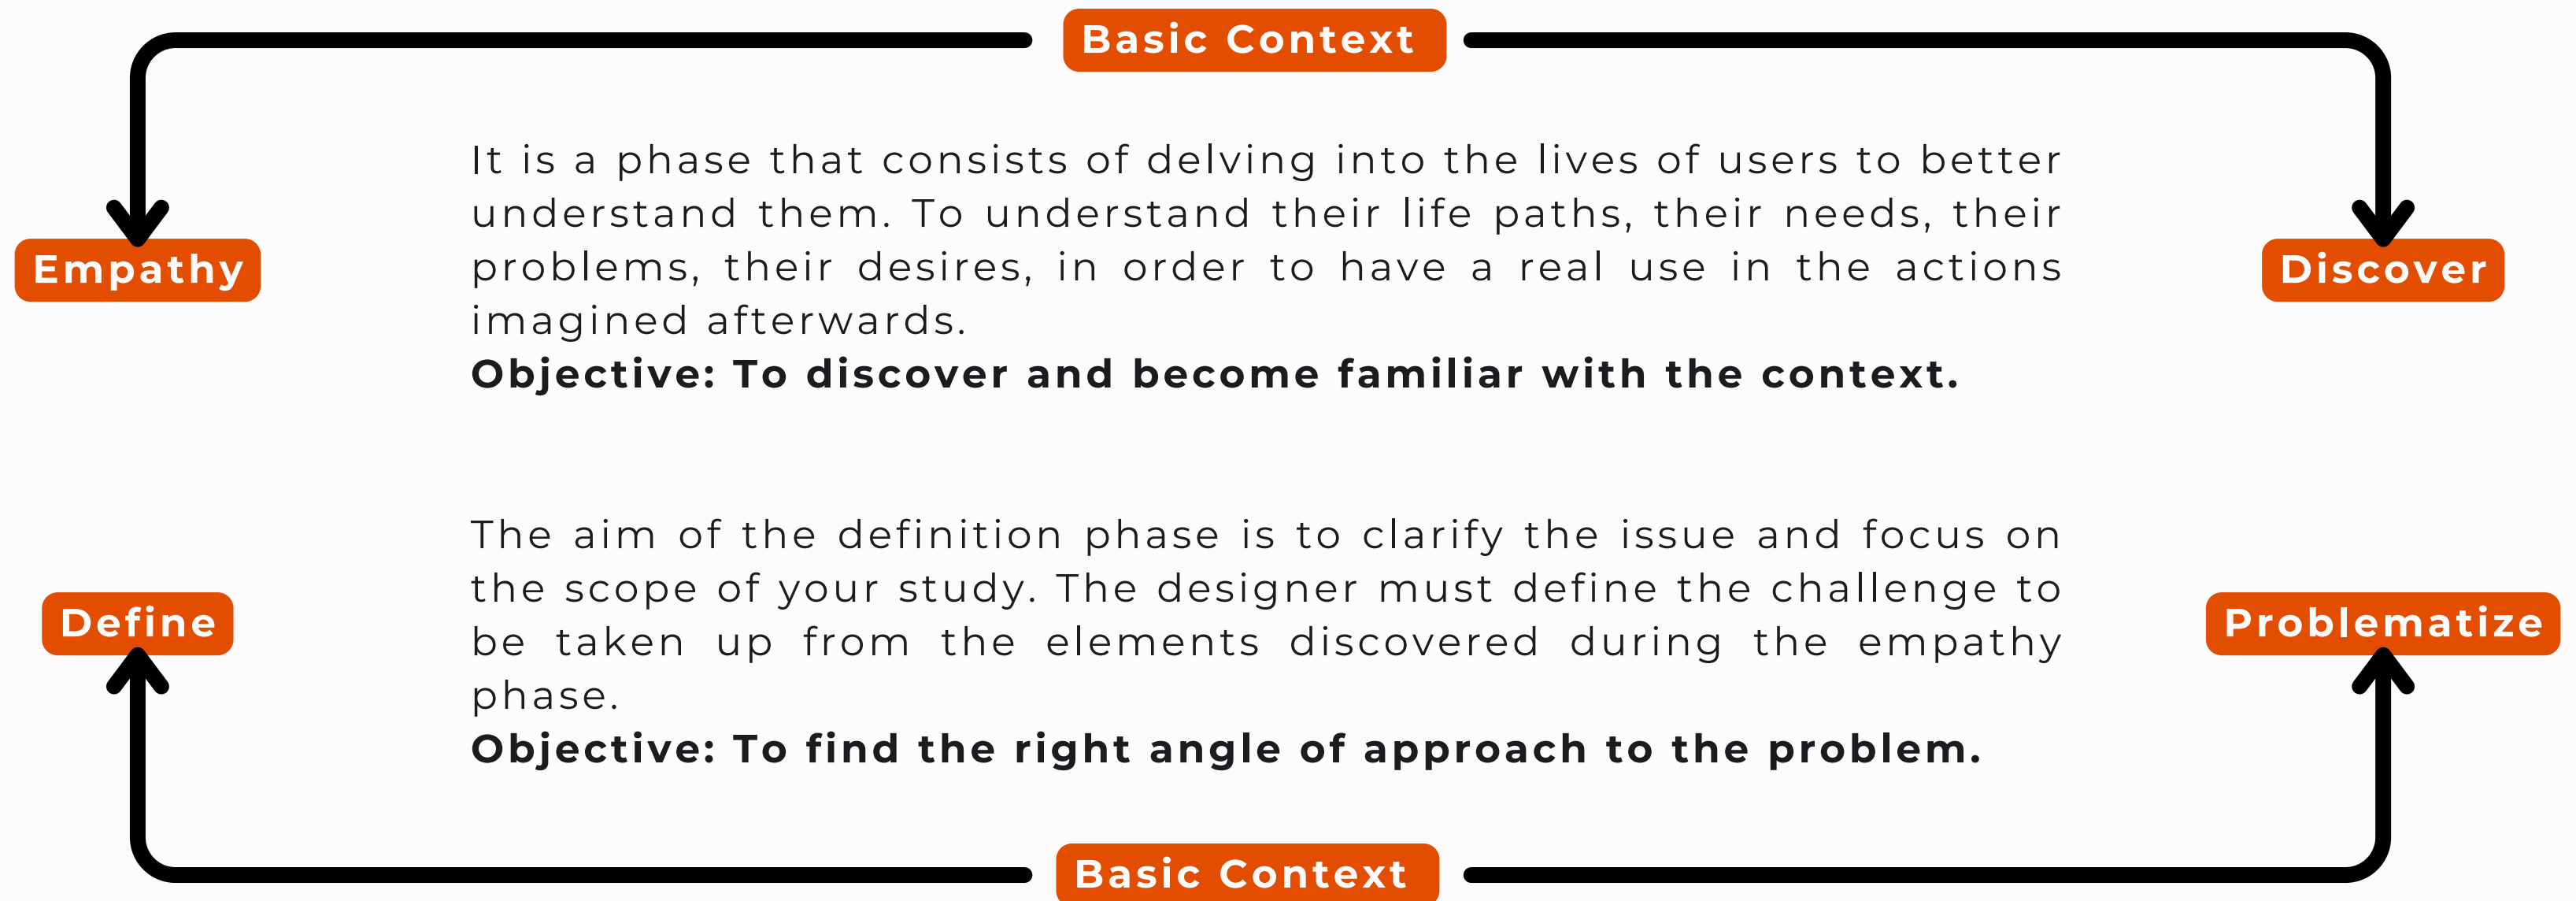 Basic Context
It is a phase that consists of delving into the lives of users to better
understand them. To understand their life paths, their needs, their
problems, their desires, in order to have a real use in the actions
imagined afterwards.
Objective: To discover and become familiar with the context.
Empathy
Discover
The aim of the definition phase is to clarify the issue and focus on
the scope of your study. The designer must define the challenge to
be taken up from the elements discovered during the empathy
phase.
Objective: To find the right angle of approach to the problem.
Define
Problematize
Basic Context